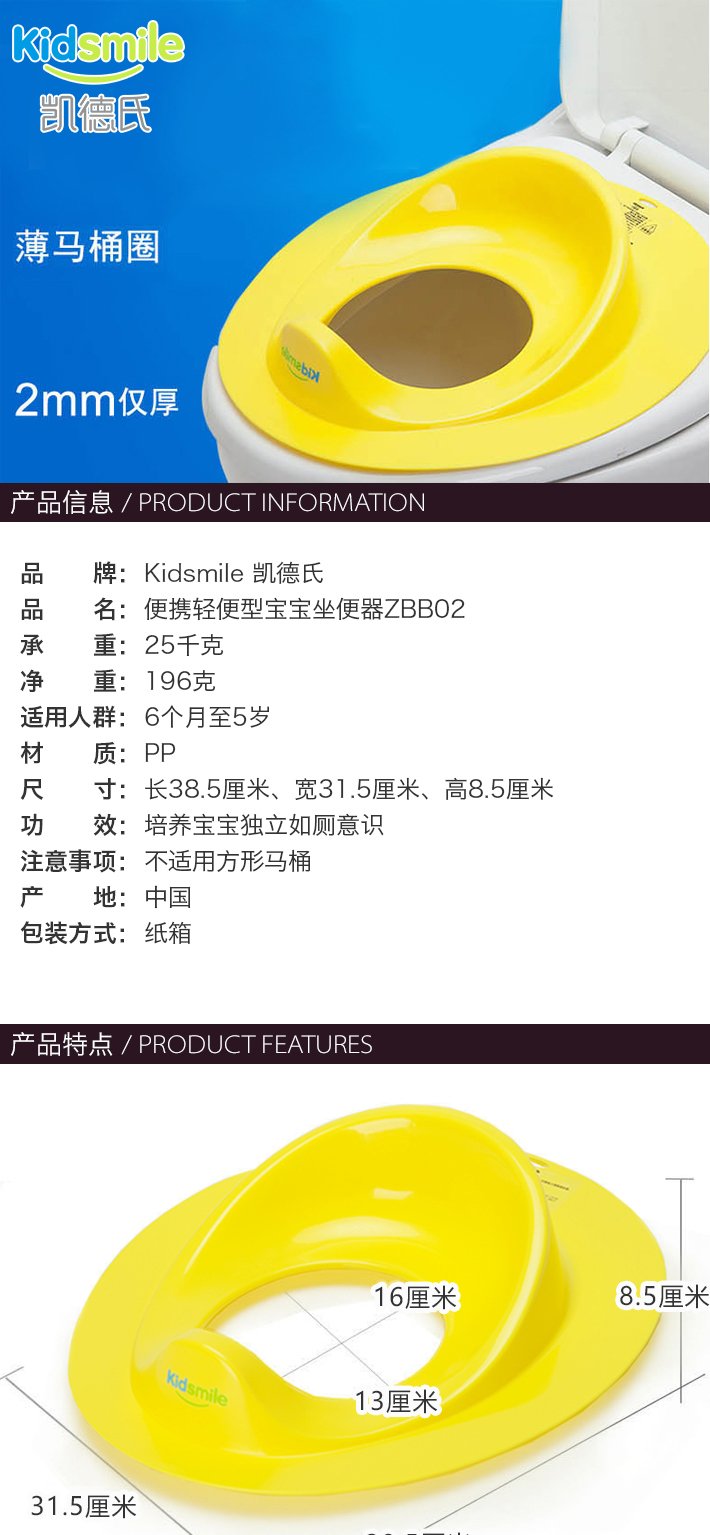 Kidsmile
凯德氏
薄马桶圈
2mm仅厚
Kidsmile
产品信息 / PRODUCT INFORMATION
品 牌： Kidsmile 凯德氏
品 名： 便携轻便型宝宝坐便器ZBB02
承 重： 25千克
净 重： 196克
适用人群： 6个月至5岁
材 质： PP
尺 寸： 长38.5厘米、宽31.5厘米、高8.5厘米
功 效： 培养宝宝独立如厕意识
注意事项： 不适用方形马桶
产 地： 中国
包装方式： 纸箱
产品特点 / PRODUCT FEATURES
16厘米
8.5厘米
Kidsmile
13厘米
31.5厘米